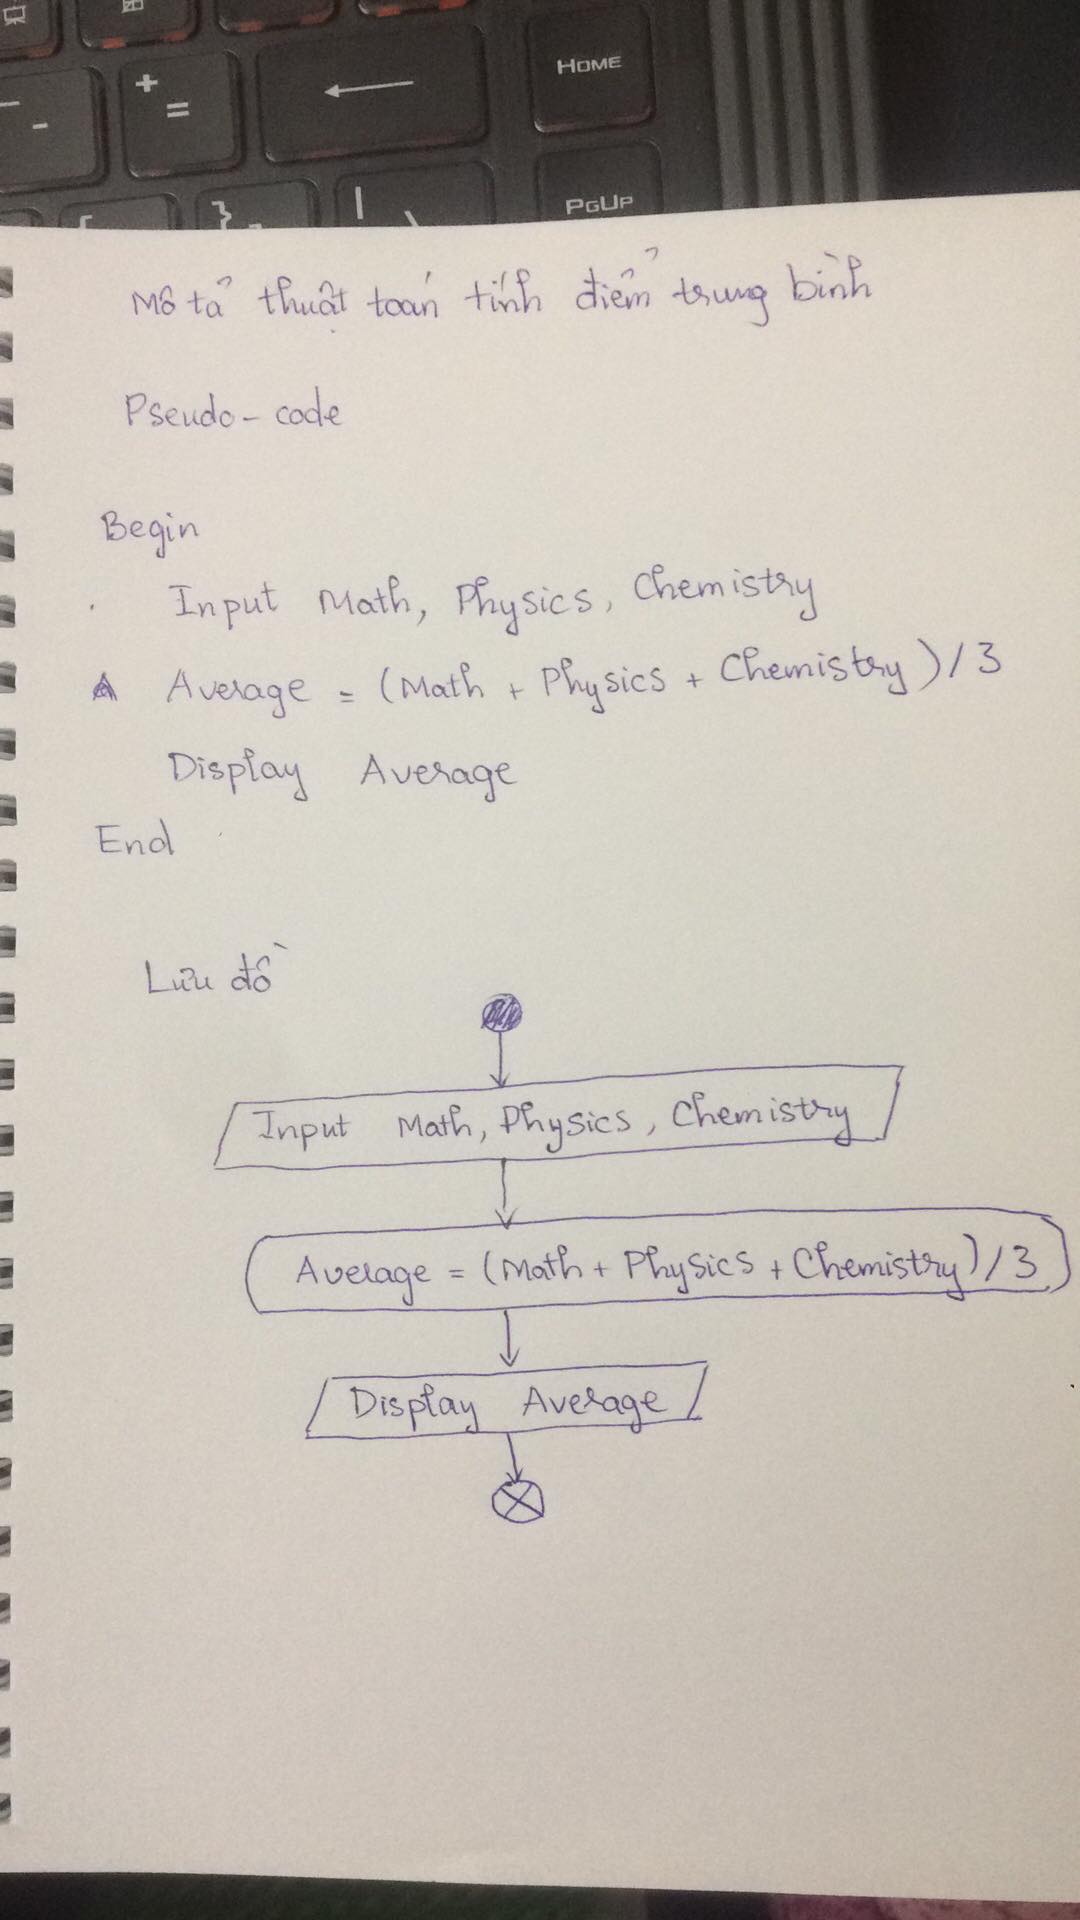 +
=
-
HOME
{
}
|
\
PGUP
Mô tả thuật toán tính điểm trung bình
Pseudo-code
Begin
Input Math, Physics, Chemistry
Average = (Math + Physics + Chemistry)/3
Display Average
End
Lưu đồ
Input Math, Physics, Chemistry
Average = (Math + Physics + Chemistry)/3
Display Average